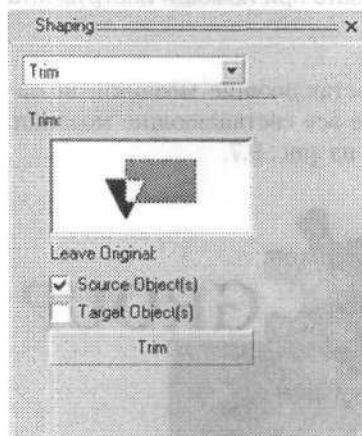 Shaping
Trim
Trim:
Leave Original:
Source Object(s)
Target Object(s)
Trim